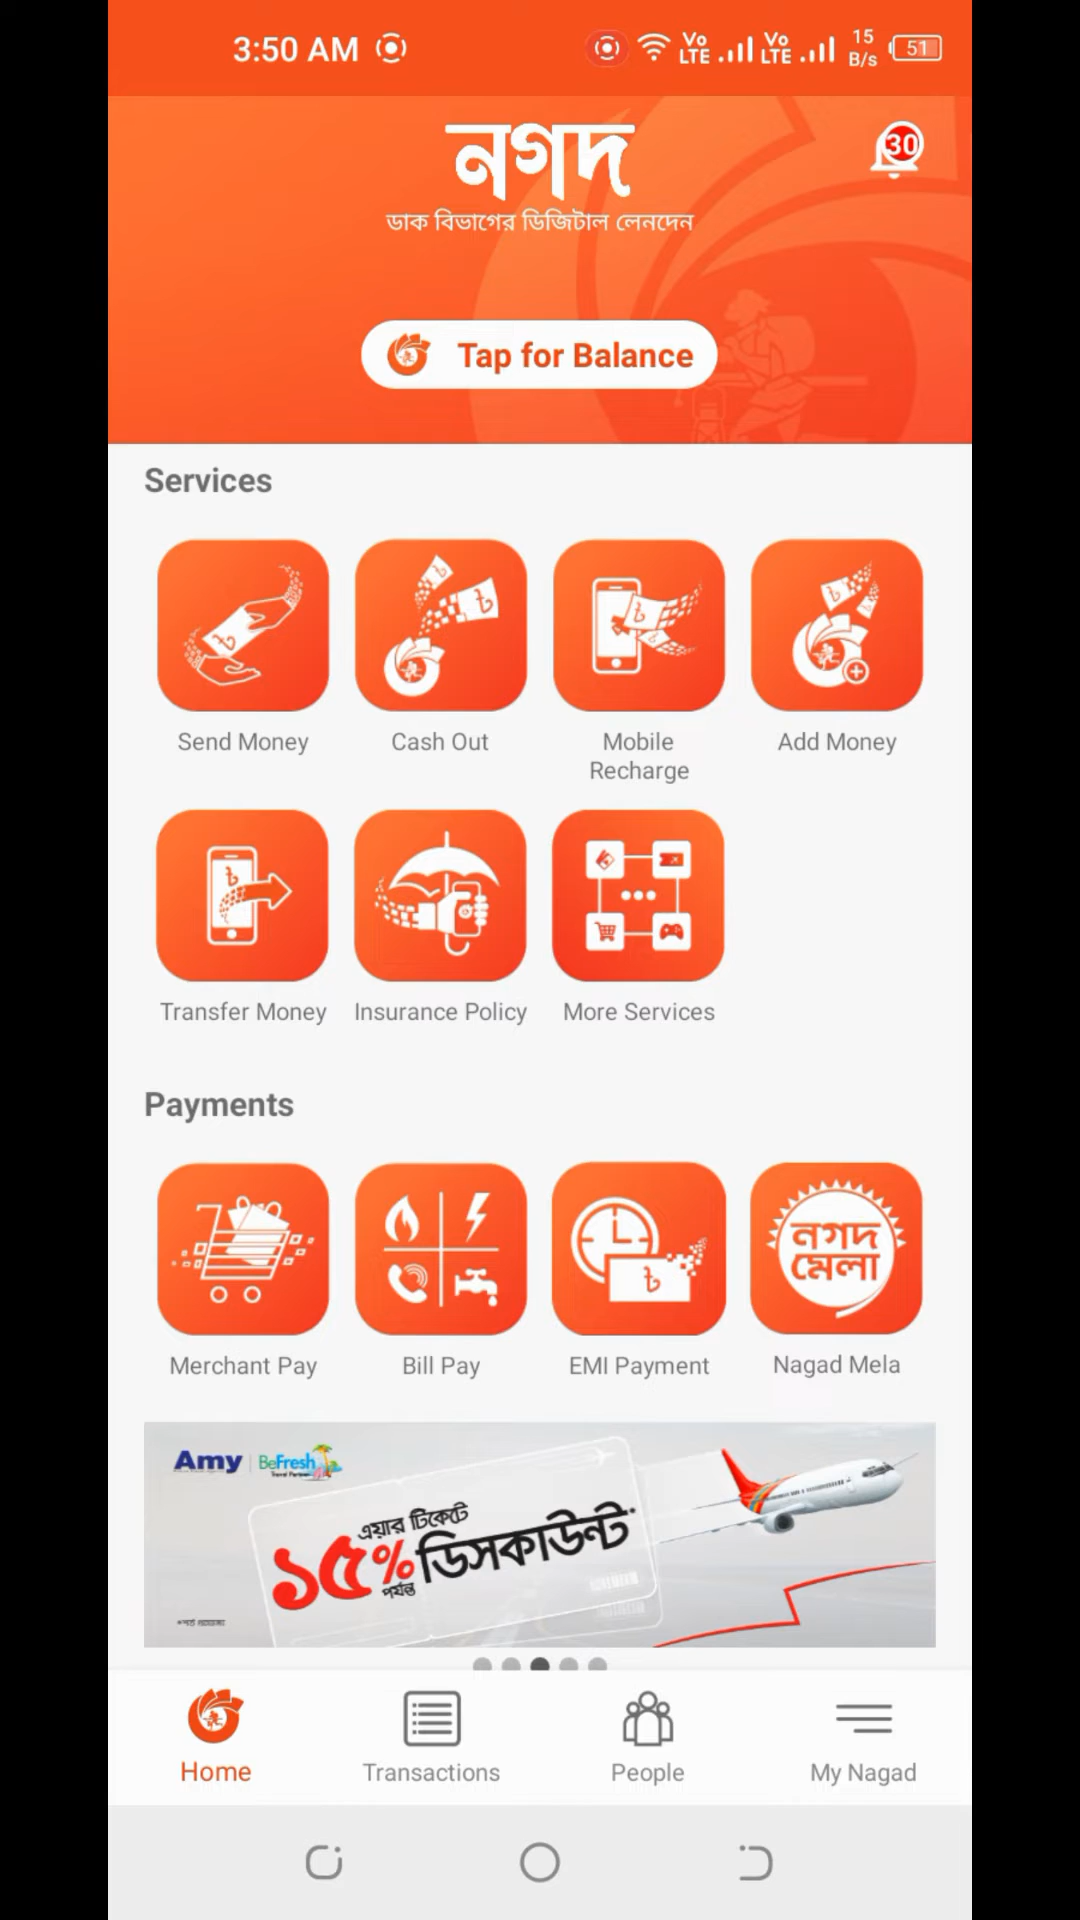 3:50 AM
Vo LTE Vo LTE 15 B/s 51
নগদ
30
ডাক বিভাগের ডিজিটাল লেনদেন
Tap for Balance
Services
Send Money Cash Out Mobile Recharge Add Money
Transfer Money Insurance Policy More Services
Payments
নগদ
মেলা
Merchant Pay Bill Pay EMI Payment Nagad Mela
Amy BeFresh
Travel Partner
এয়ার টিকেটে
১৫% ডিসকাউন্ট*
পর্যন্ত
Home Transactions People My Nagad